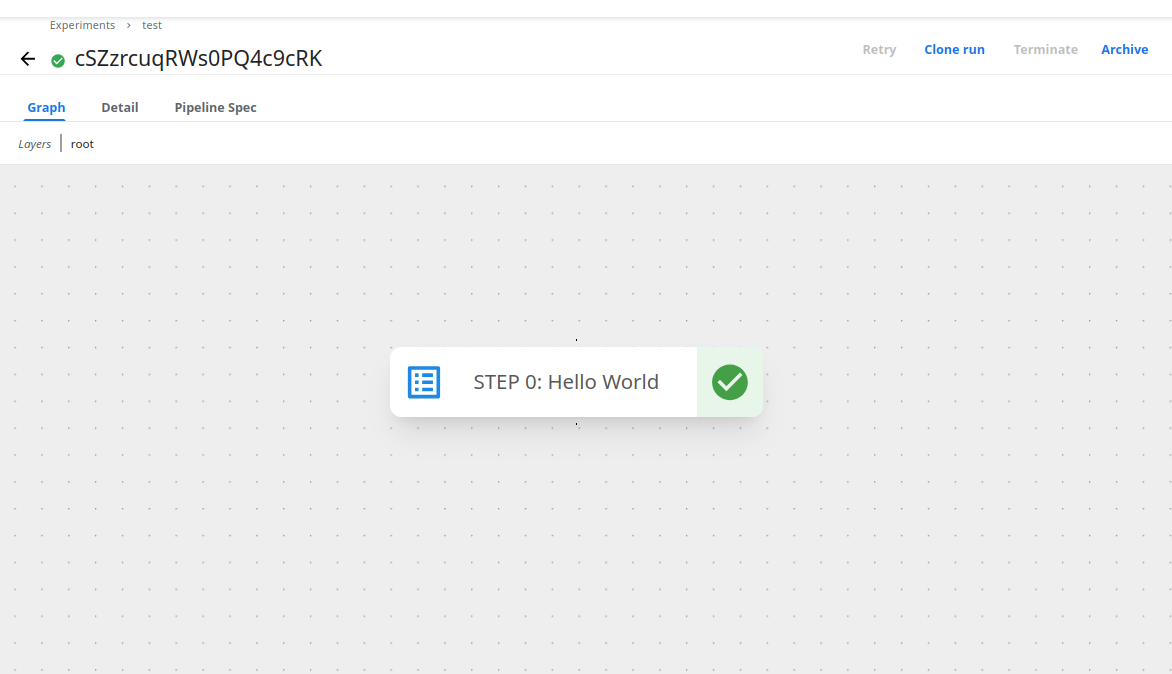 Experiments > test
cSZzrcuqRWs0PQ4c9cRK
Retry Clone run Terminate Archive
Graph Detail Pipeline Spec
Layers root
STEP 0: Hello World